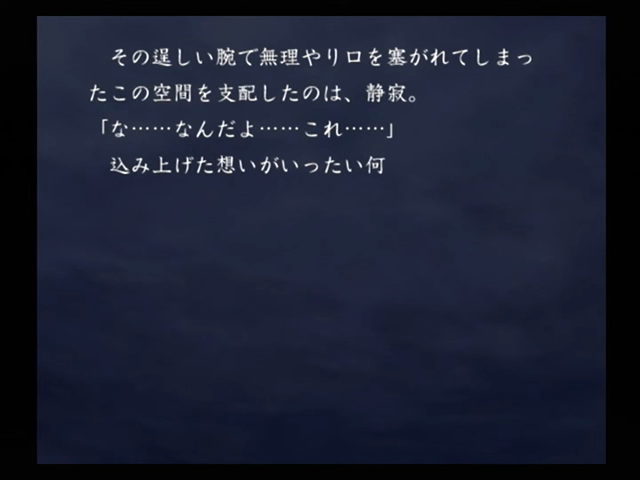 その逞しい腕で無理やり口を塞がれてしまっ
たこの空間を支配したのは、静寂。
「な……なんだよ……これ……」
込み上げた想いがいったい何